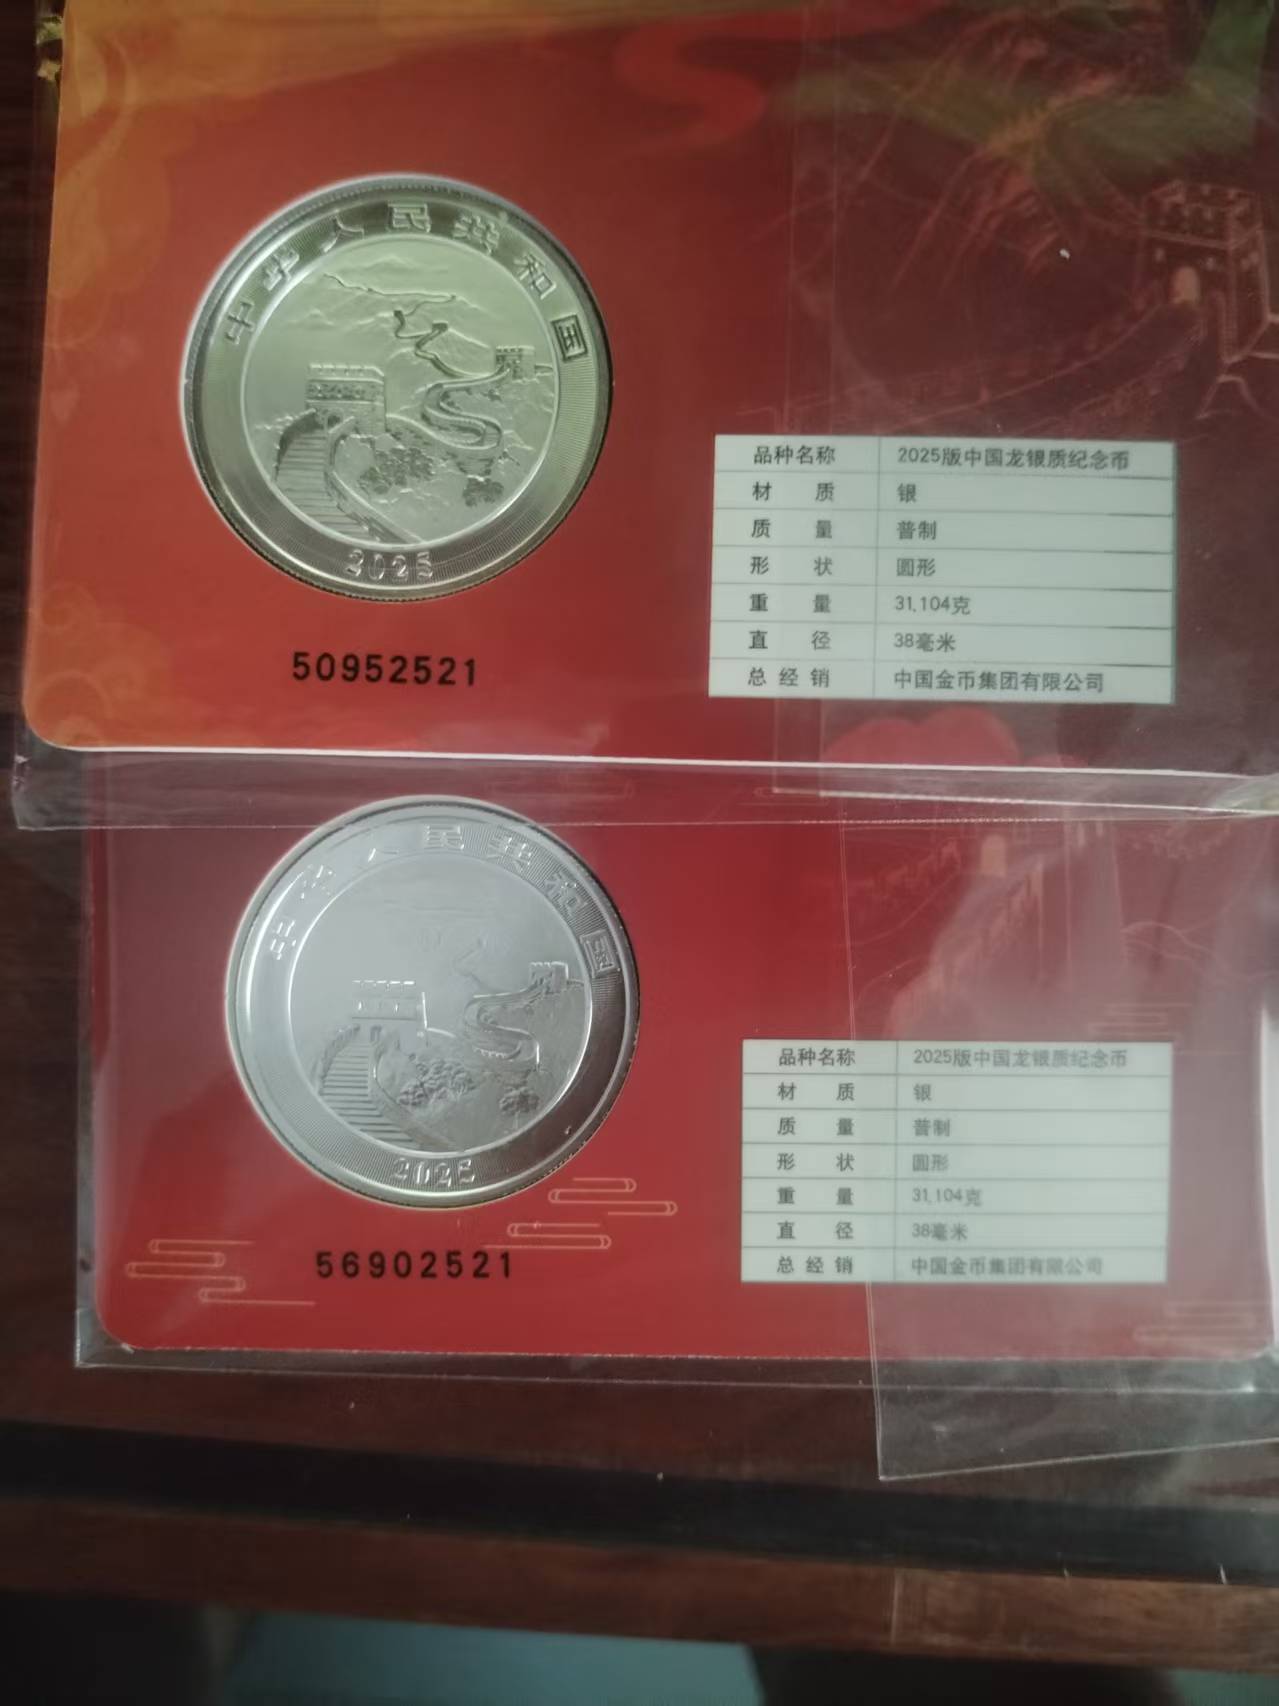 中华人民共和国
2025
50952521
品种名称 2025版中国龙银质纪念币
材 质 银
质 量 普制
形 状 圆形
重 量 31.104克
直 径 38毫米
总 经 销 中国金币集团有限公司
中华人民共和国
2025
56902521
品种名称 2025版中国龙银质纪念币
材 质 银
质 量 普制
形 状 圆形
重 量 31.104克
直 径 38毫米
总 经 销 中国金币集团有限公司